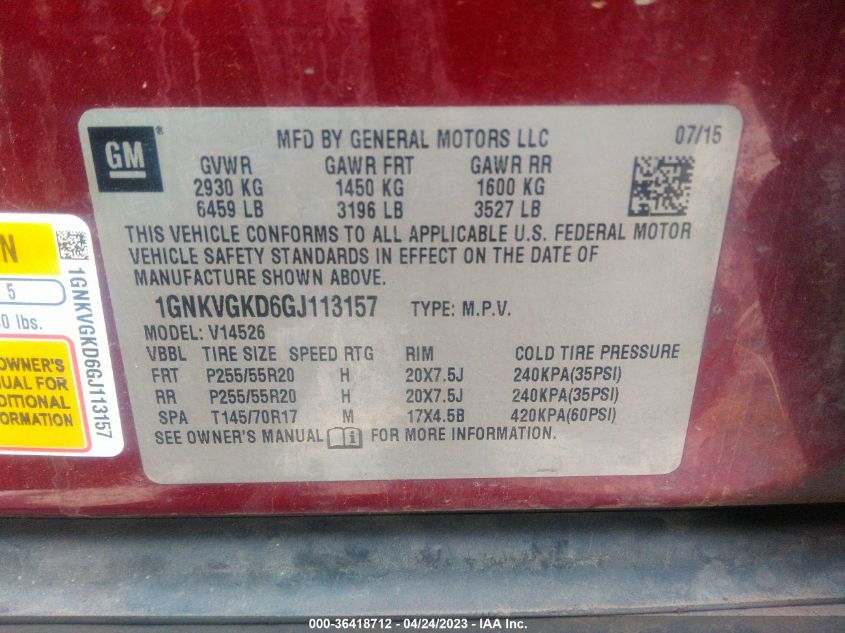 GM®
MFD BY GENERAL MOTORS LLC
07/15
GVWR GAWR FRT GAWR RR
2930 KG 1450 KG 1600 KG
6459 LB 3196 LB 3527 LB
THIS VEHICLE CONFORMS TO ALL APPLICABLE U.S. FEDERAL MOTOR
VEHICLE SAFETY STANDARDS IN EFFECT ON THE DATE OF
MANUFACTURE SHOWN ABOVE.
1GNKVGKD6GJ113157 TYPE: M.P.V.
MODEL: V14526
VBBL TIRE SIZE SPEED RTG RIM COLD TIRE PRESSURE
FRT P255/55R20 H 20X7.5J 240KPA(35PSI)
RR P255/55R20 H 20X7.5J 240KPA(35PSI)
SPA T145/70R17 M 17X4.5B 420KPA(60PSI)
SEE OWNER'S MANUAL FOR MORE INFORMATION.
N
5
0 lbs.
OWNER'S
UAL FOR
DITIONAL
ORMATION
1GNKVGKD6GJ113157
000-36418712 - 04/24/2023 - IAA Inc.